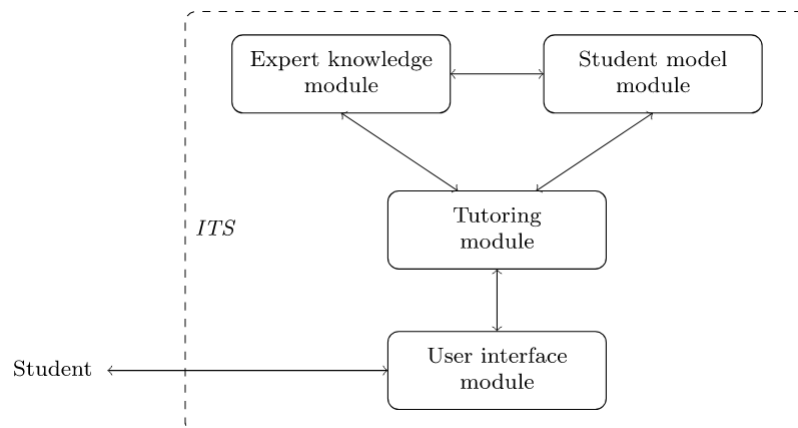 Expert knowledge
module
Student model
module
Tutoring
module
ITS
User interface
module
Student